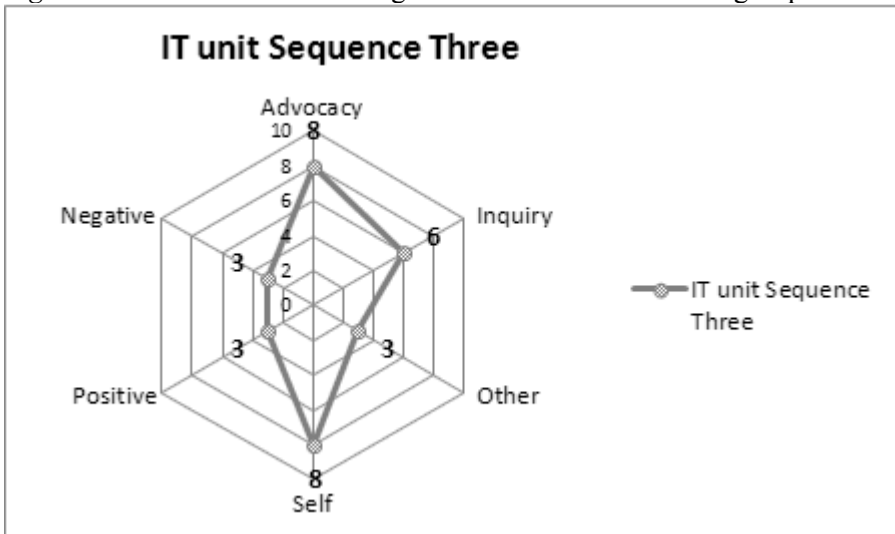 IT unit Sequence Three
Advocacy
10 8
8
6
4
2
0
Negative
Inquiry
3
6
3
3
Positive
Other
8
Self
IT unit Sequence
Three